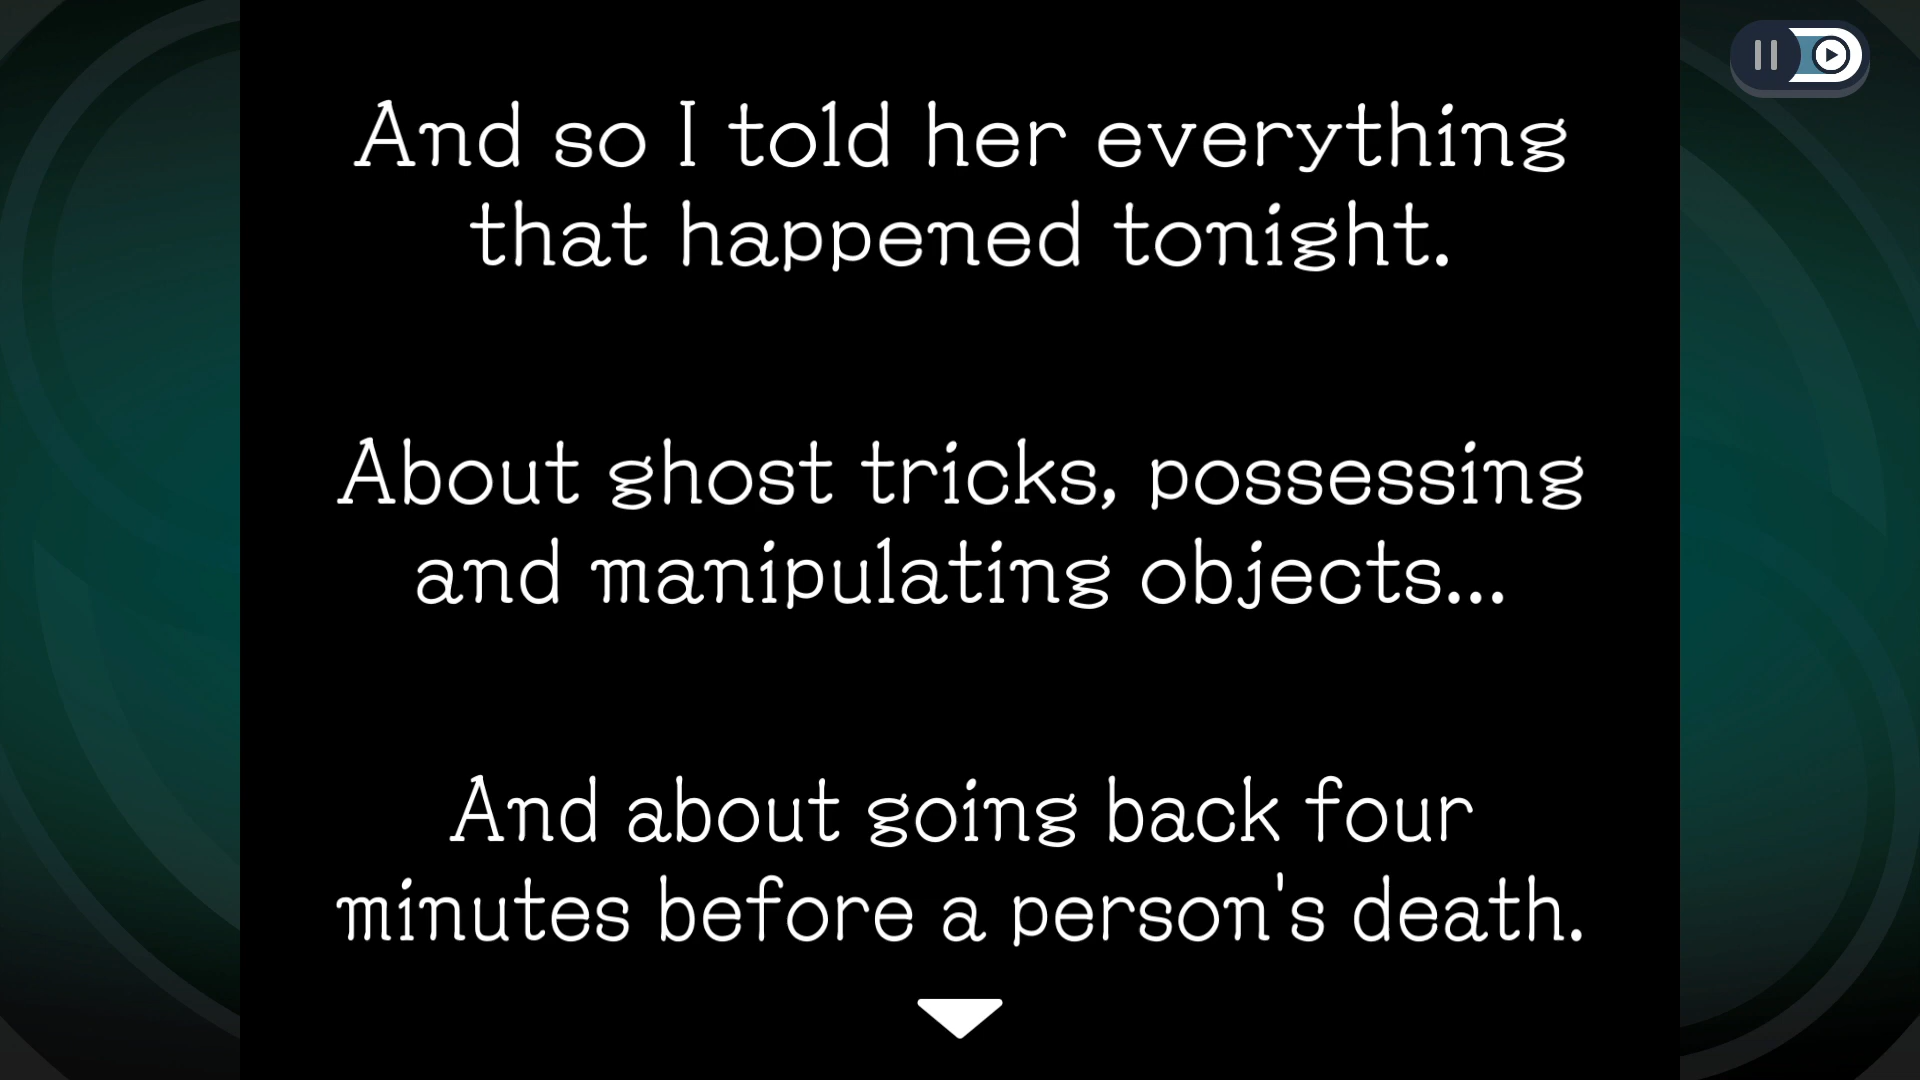 And so I told her everything
that happened tonight.
About ghost tricks, possessing
and manipulating objects...
And about going back four
minutes before a person's death.